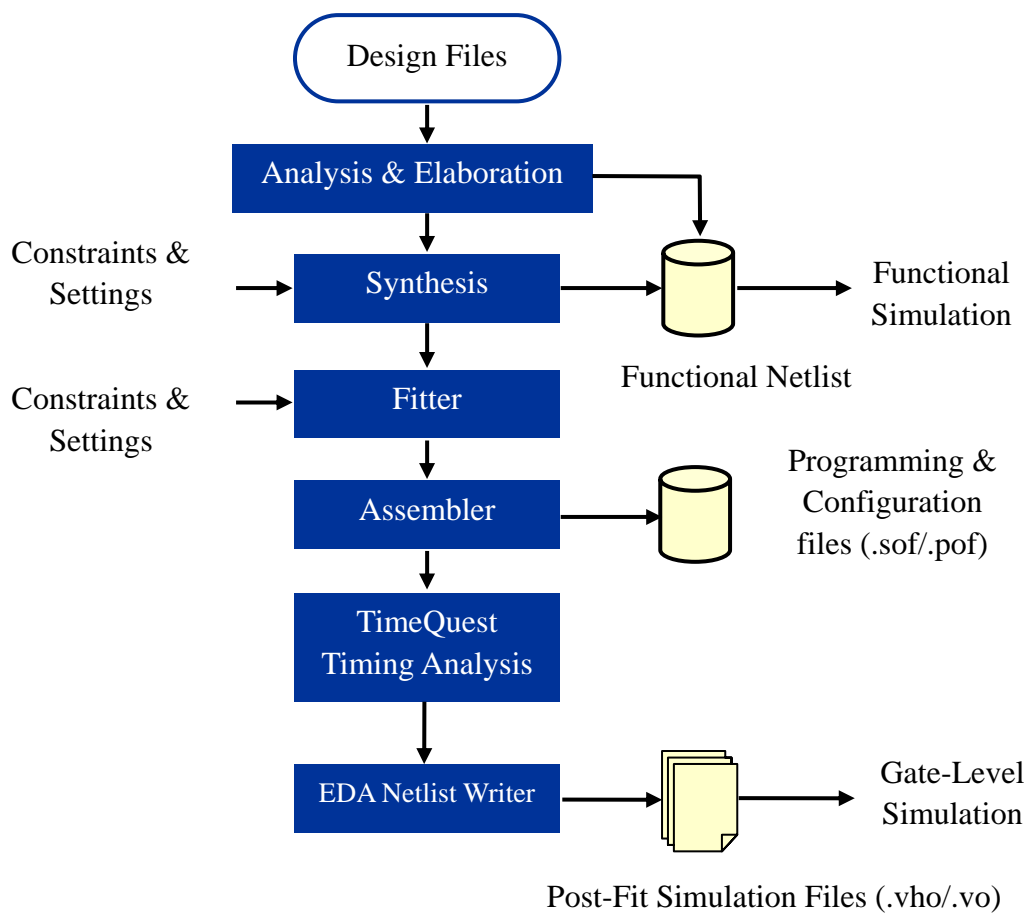 Design Files
Analysis & Elaboration
Constraints &
Settings
Synthesis
Functional
Simulation
Functional Netlist
Constraints &
Settings
Fitter
Assembler
Programming &
Configuration
files (.sof/.pof)
TimeQuest
Timing Analysis
EDA Netlist Writer
Gate-Level
Simulation
Post-Fit Simulation Files (.vho/.vo)